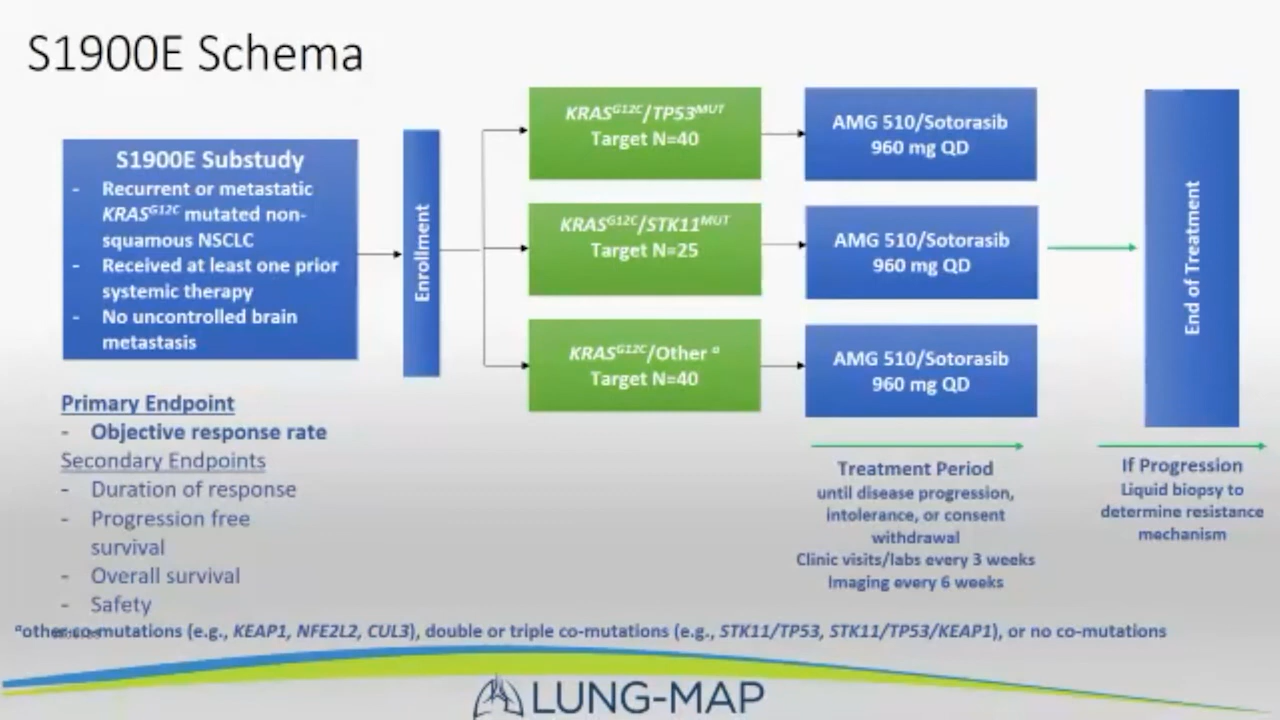 S1900E Schema
S1900E Substudy
- Recurrent or metastatic
KRASG12C mutated non-
squamous NSCLC
- Received at least one prior
systemic therapy
- No uncontrolled brain
metastasis
Enrollment
KRASG12C/TP53MUT
Target N=40
KRASG12C/STK11MUT
Target N=25
KRASG12C/Other a
Target N=40
AMG 510/Sotorasib
960 mg QD
AMG 510/Sotorasib
960 mg QD
AMG 510/Sotorasib
960 mg QD
End of Treatment
Primary Endpoint
- Objective response rate
Secondary Endpoints
- Duration of response
- Progression free
survival
- Overall survival
- Safety
Treatment Period
until disease progression,
intolerance, or consent
withdrawal
Clinic visits/labs every 3 weeks
Imaging every 6 weeks
If Progression
Liquid biopsy to
determine resistance
mechanism
aother co-mutations (e.g., KEAP1, NFE2L2, CUL3), double or triple co-mutations (e.g., STK11/TP53, STK11/TP53/KEAP1), or no co-mutations
LUNG-MAP